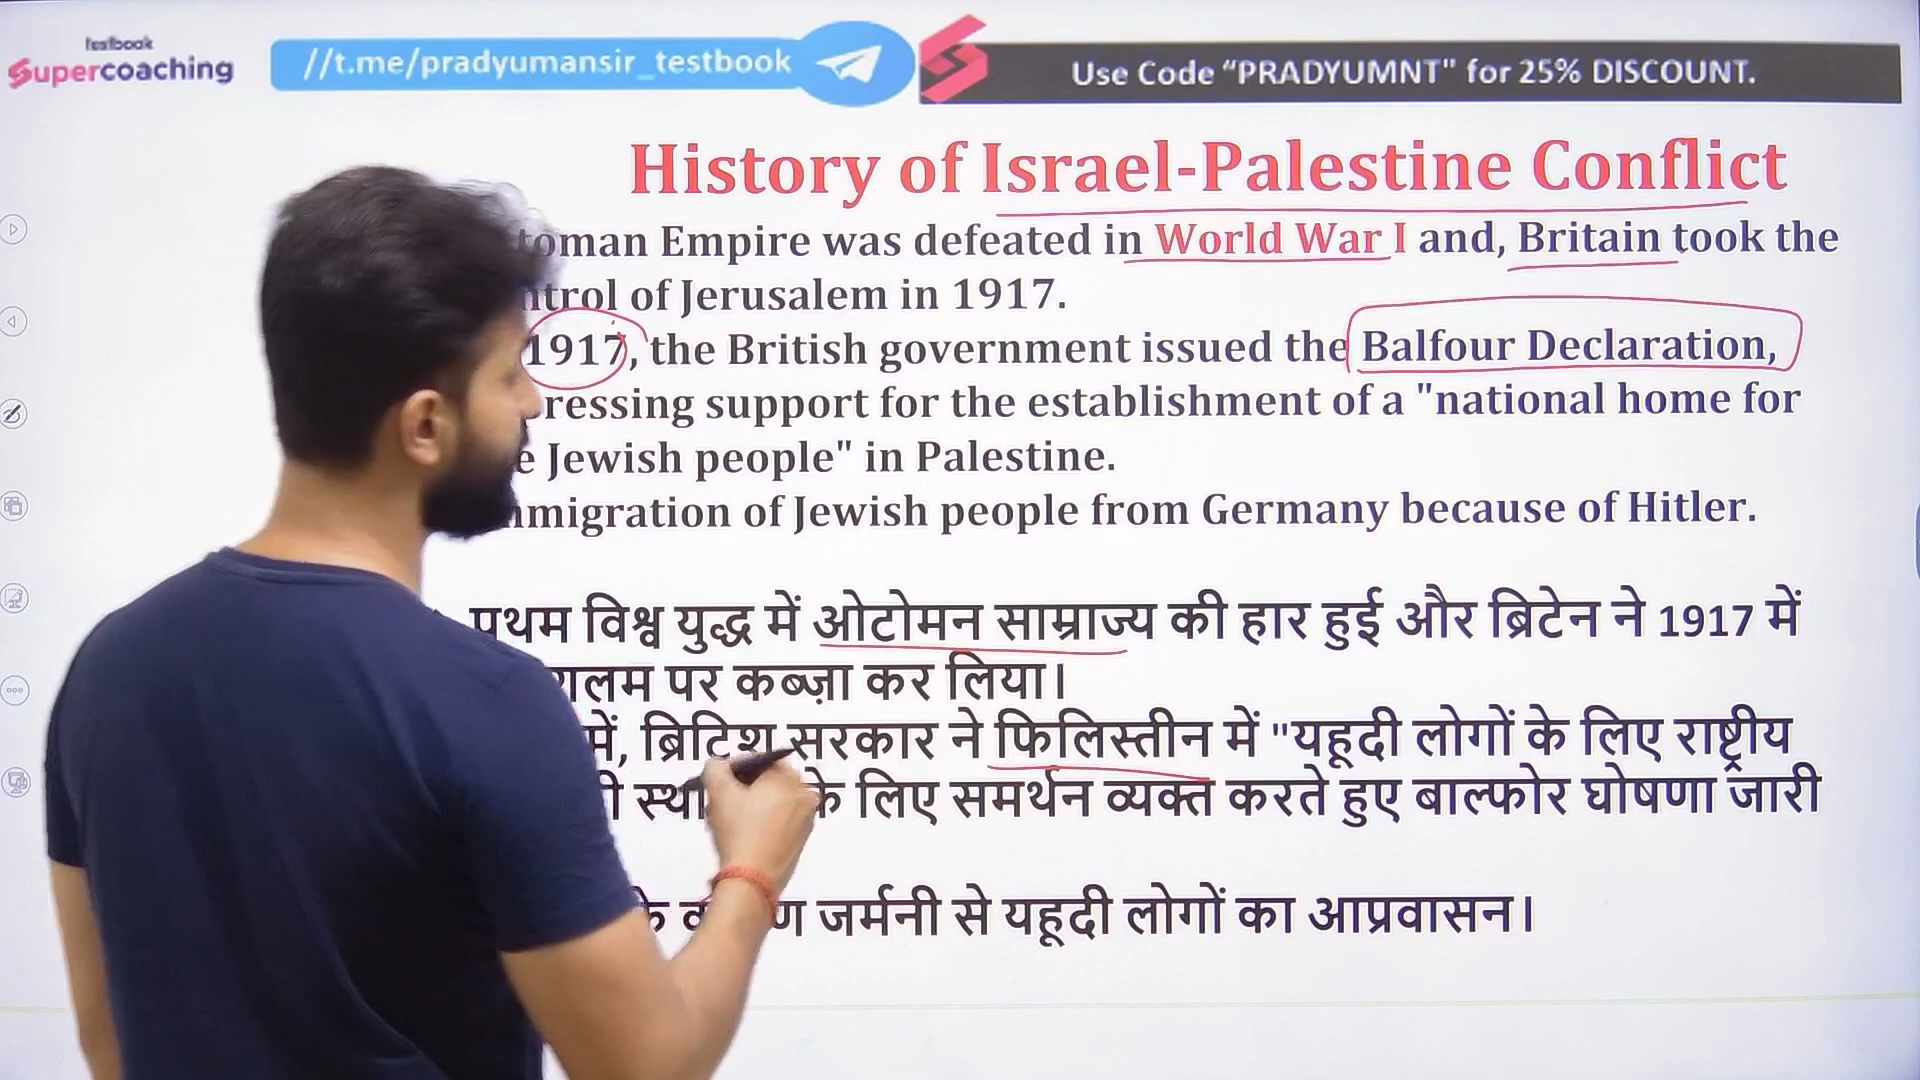 testbook
Supercoaching
//t.me/pradyumansir_testbook
Use Code “PRADYUMNT" for 25% DISCOUNT.
History of Israel-Palestine Conflict
Empire was defeated in World War I and, Britain took the
of Jerusalem in 1917.
1917, the British government issued the Balfour Declaration,
support for the establishment of a "national home for
Jewish people" in Palestine.
of Jewish people from Germany because of Hitler.
प्रथम विश्व युद्ध में ओटोमन साम्राज्य की हार हुई और ब्रिटेन ने 1917 में
पर कब्ज़ा कर लिया।
में, ब्रिटिश सरकार ने फिलिस्तीन में "यहूदी लोगों के लिए राष्ट्रीय
के लिए समर्थन व्यक्त करते हुए बाल्फोर घोषणा जारी
के जर्मनी से यहूदी लोगों का आप्रवासन।